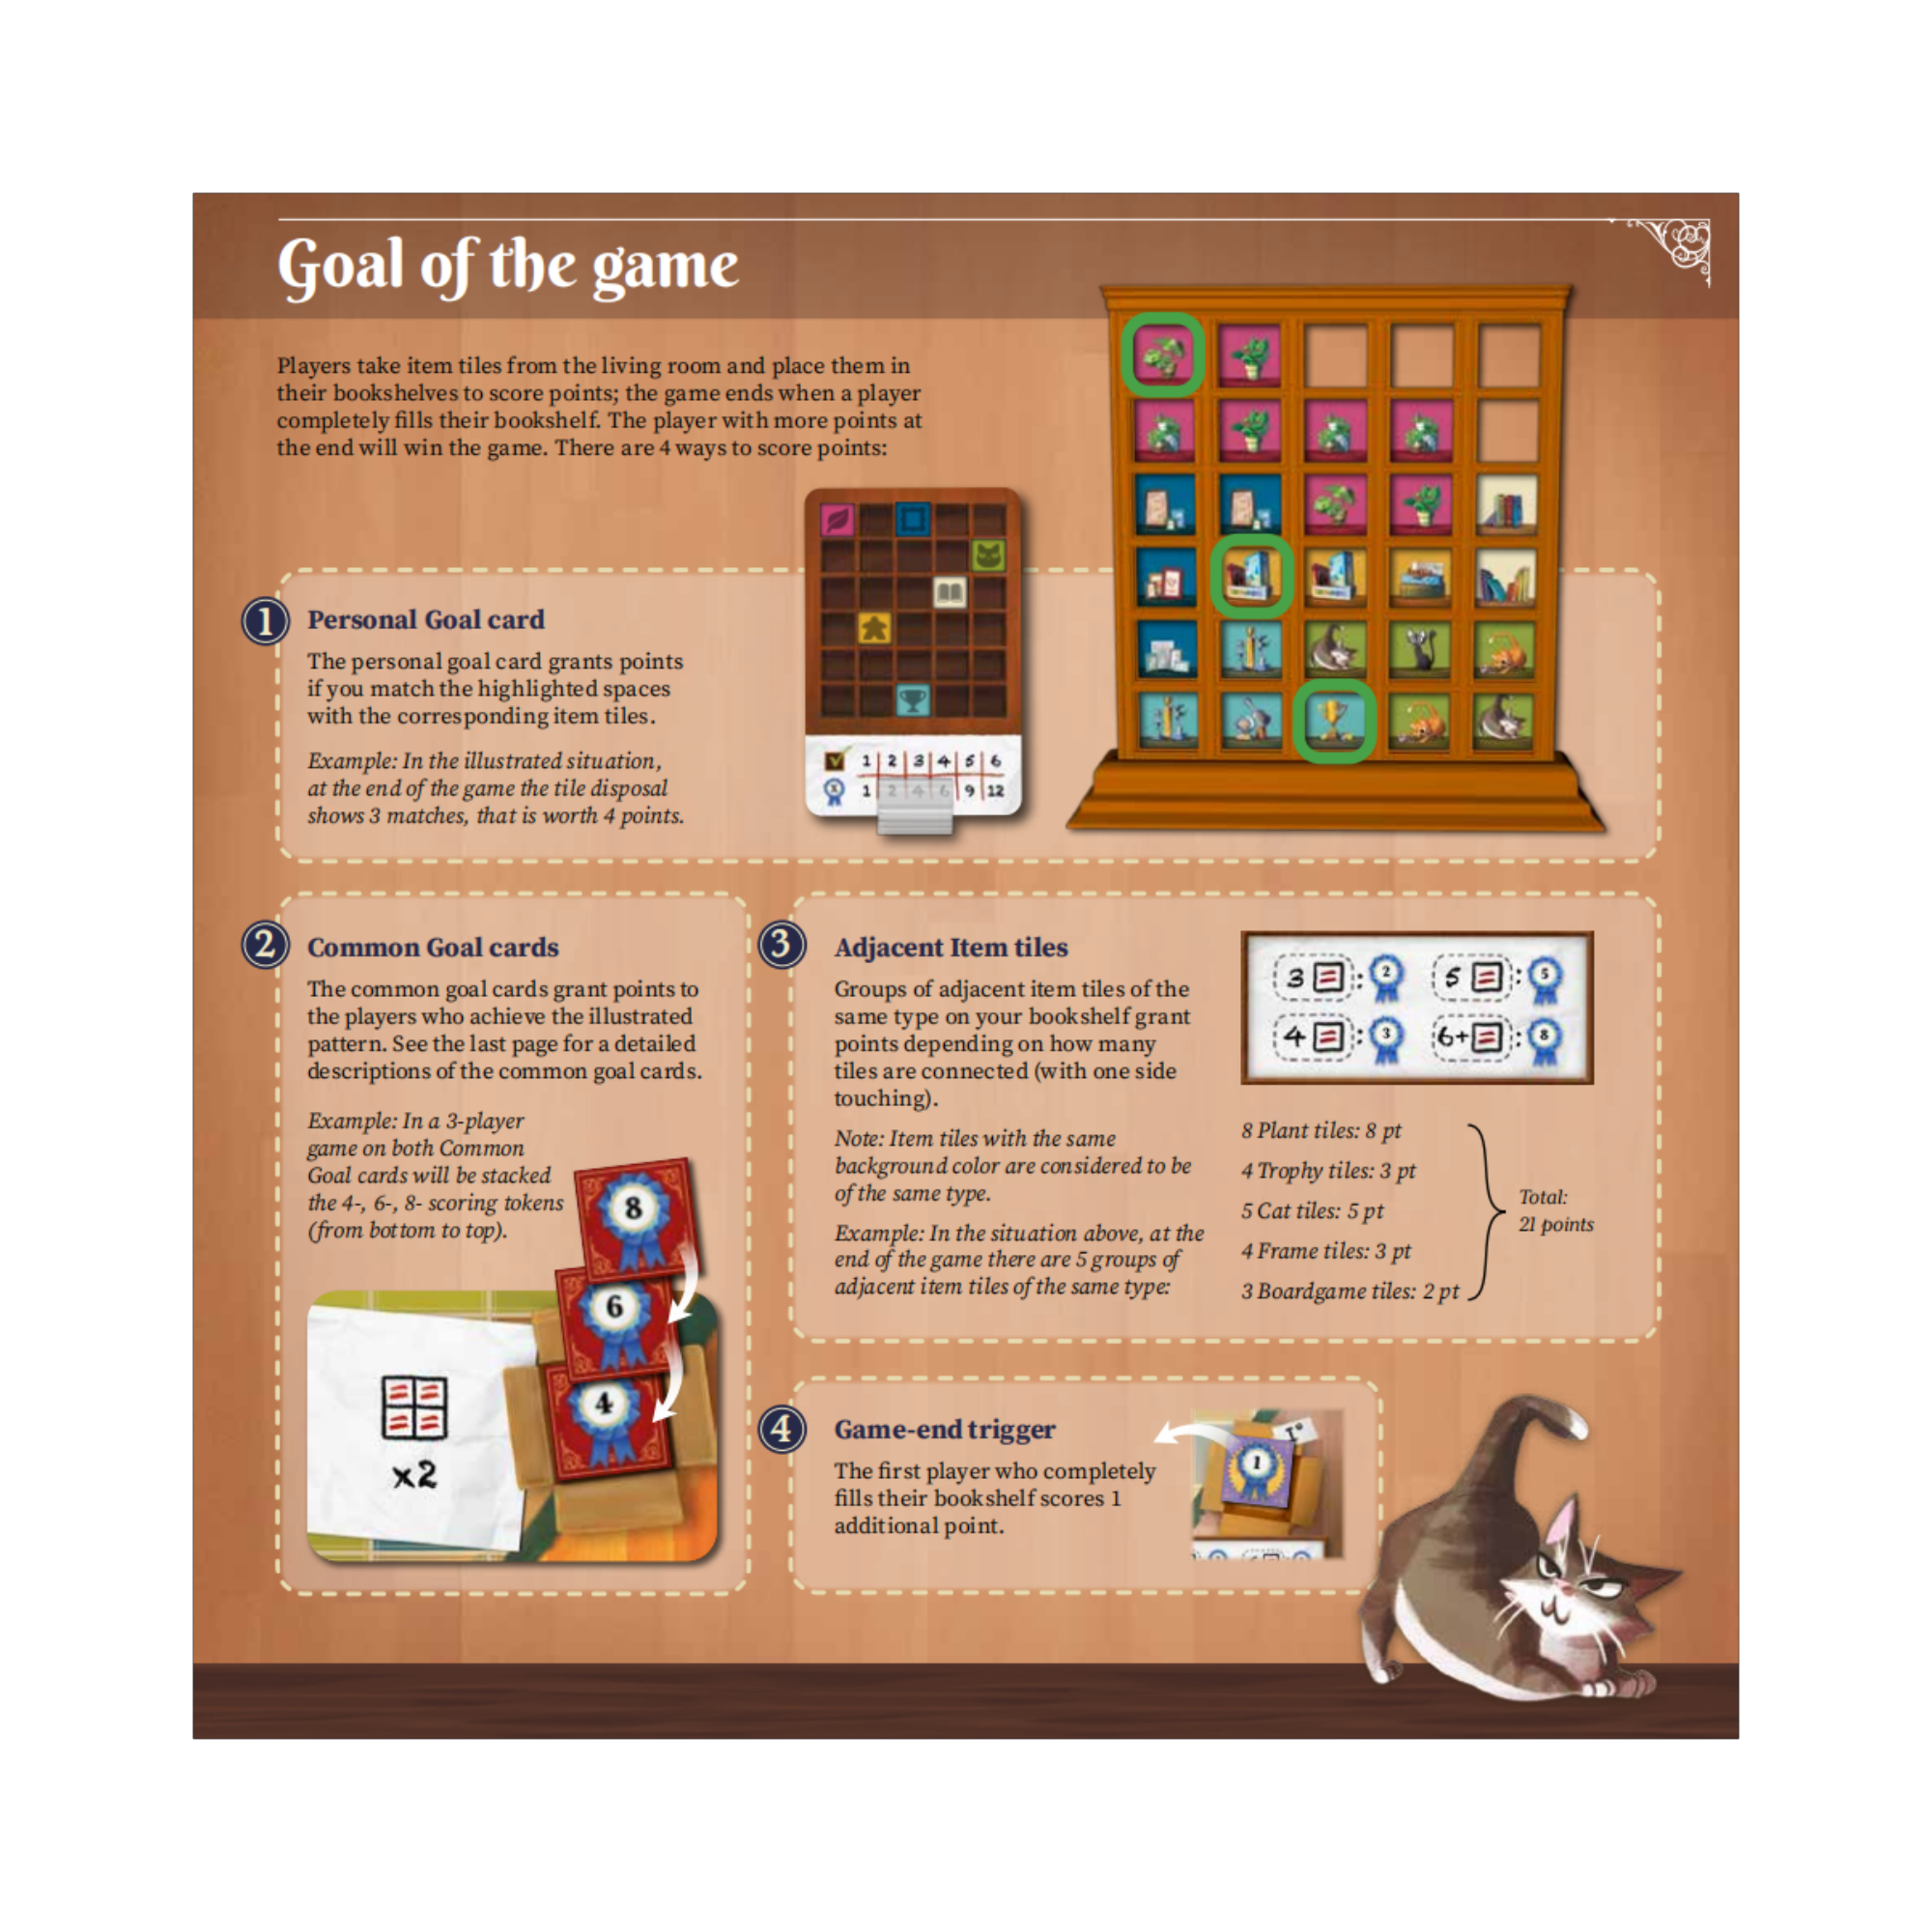 Goal of the game
Players take item tiles from the living room and place them in
their bookshelves to score points; the game ends when a player
completely fills their bookshelf. The player with more points at
the end will win the game. There are 4 ways to score points:
1
Personal Goal card
The personal goal card grants points
if you match the highlighted spaces
with the corresponding item tiles.
Example: In the illustrated situation,
at the end of the game the tile disposal
shows 3 matches, that is worth 4 points.
1 2 3 4 5 6
1 2 4 6 9 12
2
Common Goal cards
The common goal cards grant points to
the players who achieve the illustrated
pattern. See the last page for a detailed
descriptions of the common goal cards.
Example: In a 3-player
game on both Common
Goal cards will be stacked
the 4-, 6-, 8- scoring tokens
(from bottom to top).
8
6
4
x2
3
Adjacent Item tiles
Groups of adjacent item tiles of the
same type on your bookshelf grant
points depending on how many
tiles are connected (with one side
touching).
Note: Item tiles with the same
background color are considered to be
of the same type.
Example: In the situation above, at the
end of the game there are 5 groups of
adjacent item tiles of the same type:
3 : 2 5 : 5
4 : 3 6+ : 8
8 Plant tiles: 8 pt
4 Trophy tiles: 3 pt
5 Cat tiles: 5 pt
4 Frame tiles: 3 pt
3 Boardgame tiles: 2 pt
Total:
21 points
4
Game-end trigger
The first player who completely
fills their bookshelf scores 1
additional point.
1